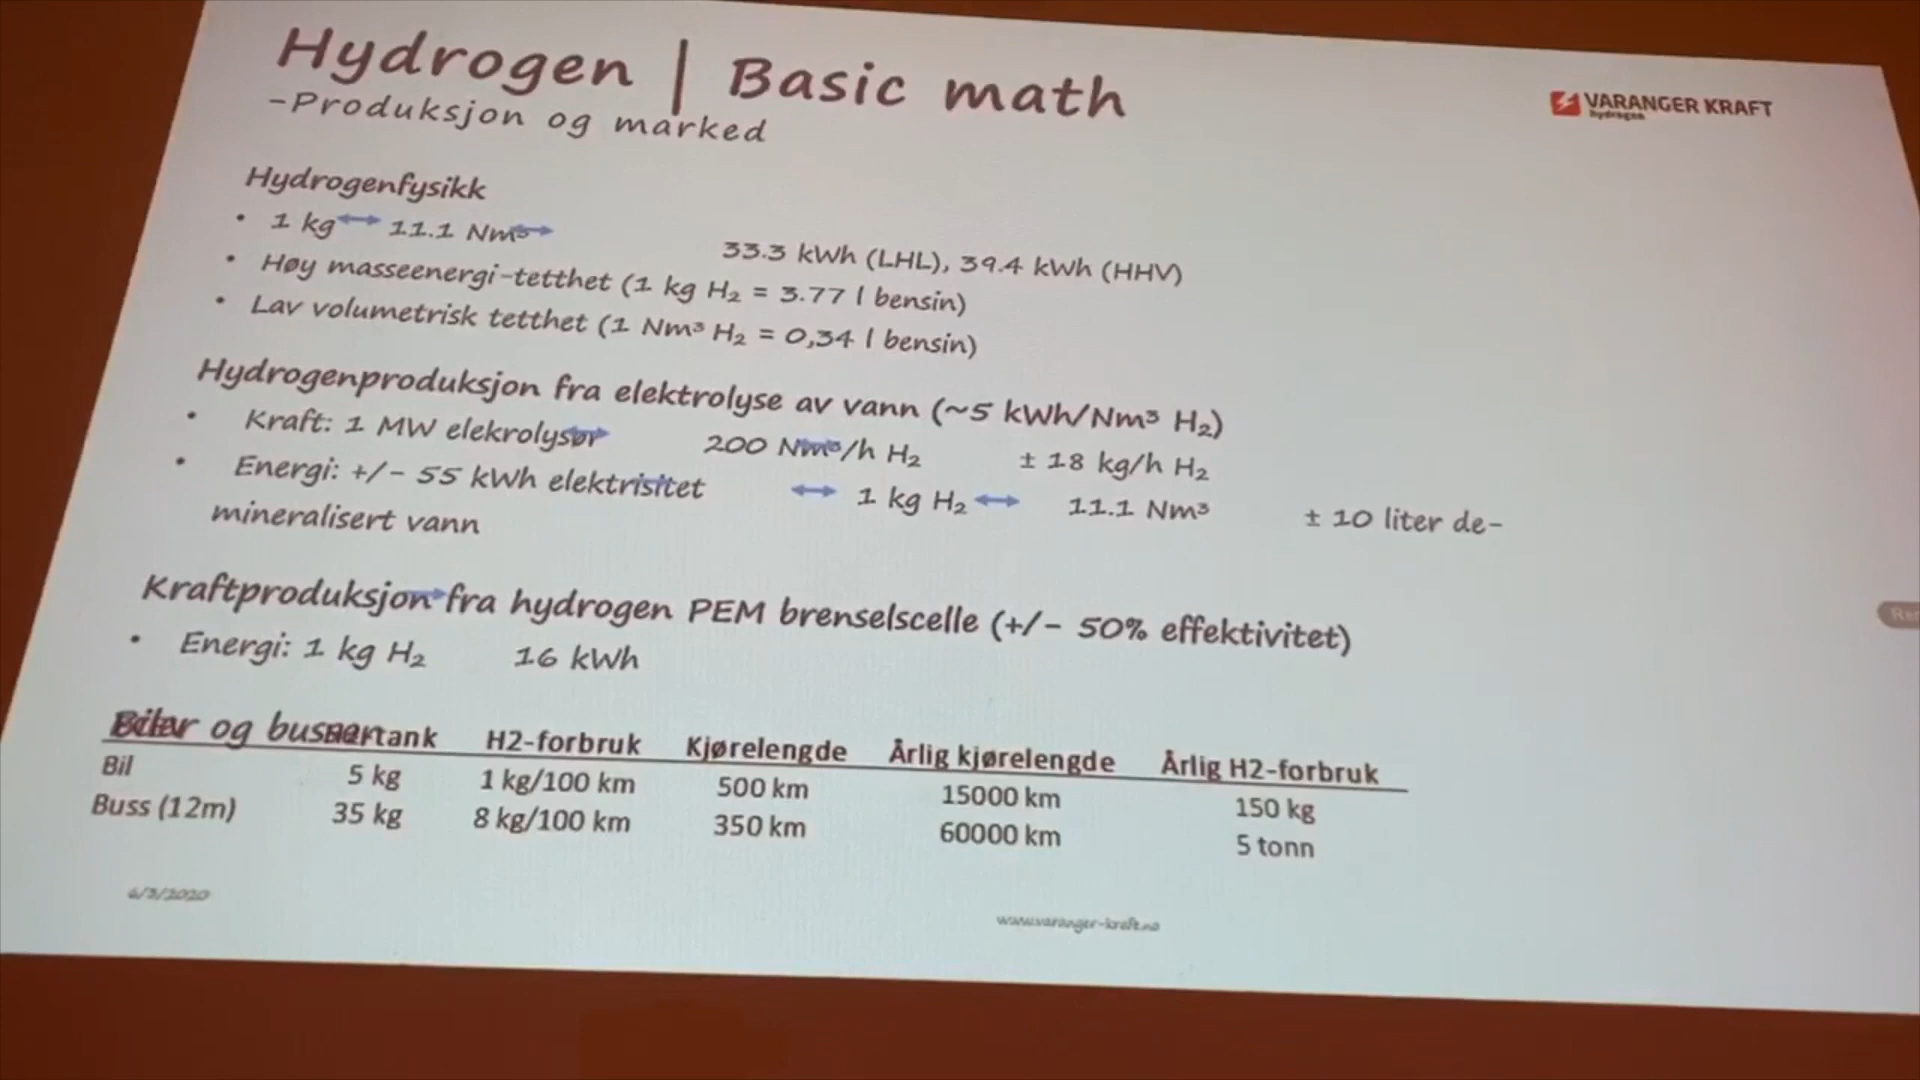 Hydrogen | Basic math
-Produksjon og marked
VARANGER KRAFT
hydrogen
Hydrogenfysikk
• 1 kg 11.1 Nm³ 33.3 kWh (LHL), 39.4 kWh (HHV)
• Høy masseenergi-tetthet (1 kg H₂ = 3.77 l bensin)
• Lav volumetrisk tetthet (1 Nm³ H₂ = 0,34 l bensin)
Hydrogenproduksjon fra elektrolyse av vann (~5 kWh/Nm³ H₂)
• Kraft: 1 MW elekrolysør 200 Nm³/h H₂ ± 18 kg/h H₂
• Energi: +/- 55 kWh elektrisitet 1 kg H₂ 11.1 Nm³ ± 10 liter de-
mineralisert vann
Kraftproduksjon fra hydrogen PEM brenselscelle (+/- 50% effektivitet)
• Energi: 1 kg H₂ 16 kWh
Biler og busser tank H2-forbruk Kjørelengde Årlig kjørelengde Årlig H2-forbruk
Bil 5 kg 1 kg/100 km 500 km 15000 km 150 kg
Buss (12m) 35 kg 8 kg/100 km 350 km 60000 km 5 tonn
6/3/2020
www.varanger-kraft.no